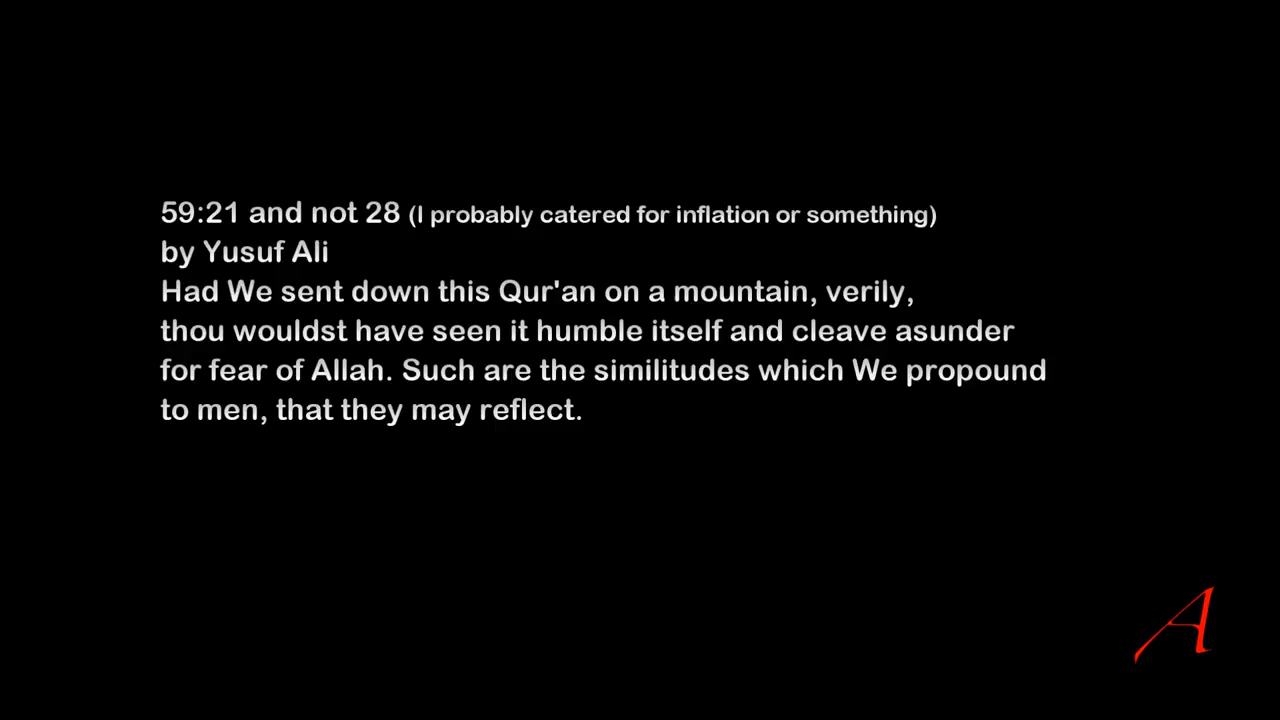 59:21 and not 28 (I probably catered for inflation or something)
by Yusuf Ali
Had We sent down this Qur'an on a mountain, verily,
thou wouldst have seen it humble itself and cleave asunder
for fear of Allah. Such are the similitudes which We propound
to men, that they may reflect.
A